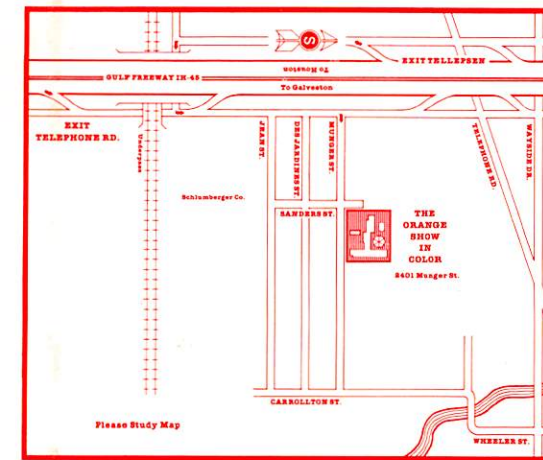 S
EXIT TELLEPSEN
To Houston
GULF FREEWAY IH-45
To Galveston
EXIT
TELEPHONE RD.
Underpass
JEAN ST.
DES JARDINES ST.
MUNGER ST.
TELEPHONE RD.
WAYSIDE DR.
Schlumberger Co.
SANDERS ST.
THE
ORANGE
SHOW
IN
COLOR
2401 Munger St.
CARROLLTON ST.
Please Study Map
WHEELER ST.